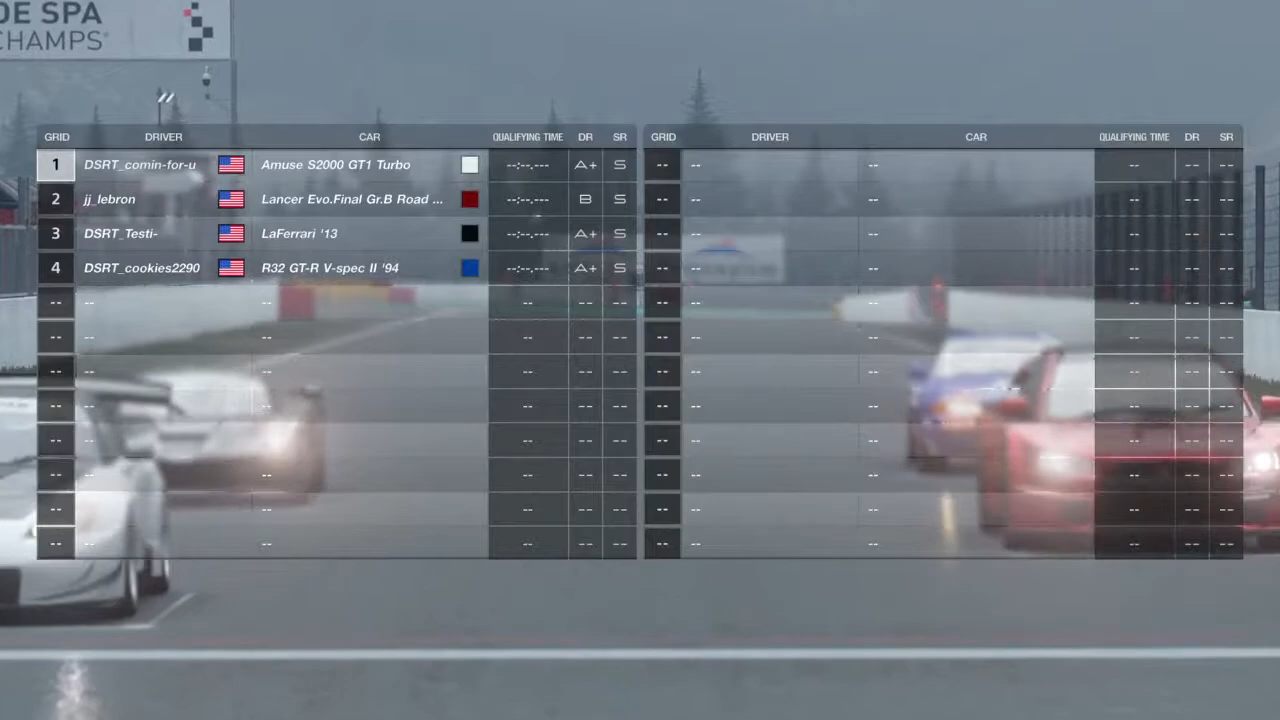 DE SPA
CHAMPS
GRID DRIVER CAR QUALIFYING TIME DR SR GRID DRIVER CAR QUALIFYING TIME DR SR
1 DSRT_comin-for-u Amuse S2000 GT1 Turbo --:--,--- A+ S -- -- -- -- -- --
2 jj_lebron Lancer Evo.Final Gr.B Road ... --:--,--- B S -- -- -- -- -- --
3 DSRT_Testi- LaFerrari '13 --:--,--- A+ S -- -- -- -- -- --
4 DSRT_cookies2290 R32 GT-R V-spec II '94 --:--,--- A+ S -- -- -- -- -- --
-- -- -- -- -- -- -- -- -- -- -- --
-- -- -- -- -- -- -- -- -- -- -- --
-- -- -- -- -- -- -- -- -- -- -- --
-- -- -- -- -- -- -- -- -- -- -- --
-- -- -- -- -- -- -- -- -- -- -- --
-- -- -- -- -- -- -- -- -- -- -- --
-- -- -- -- -- -- -- -- -- -- -- --
-- -- -- -- -- -- -- -- -- -- -- --